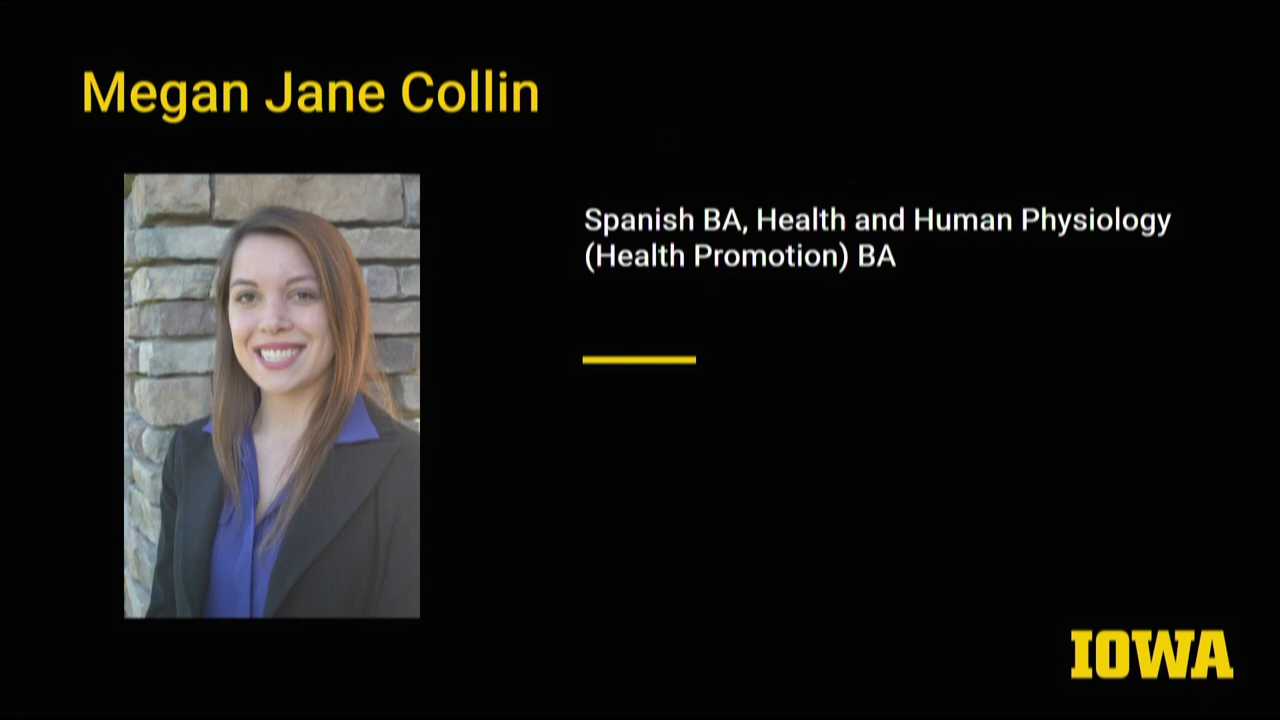 Megan Jane Collin
Spanish BA, Health and Human Physiology
(Health Promotion) BA
IOWA